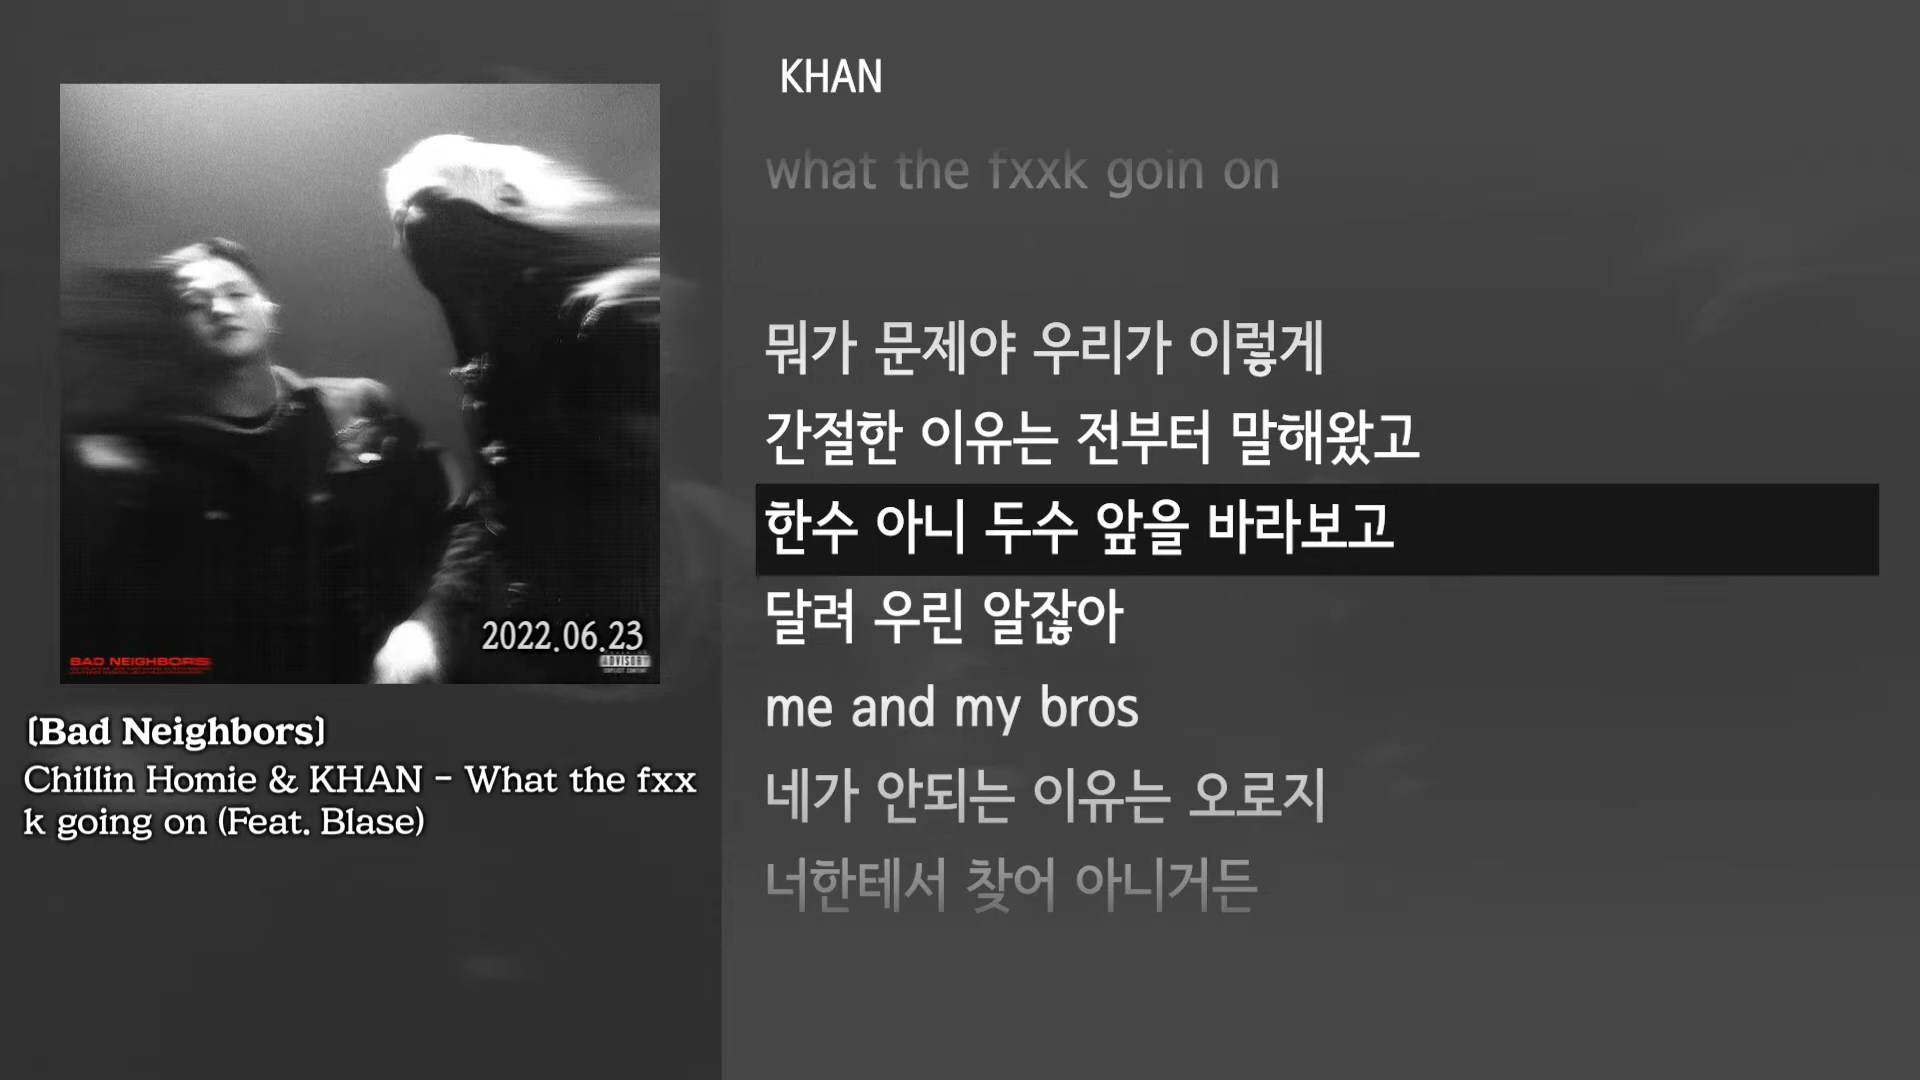 KHAN
what the fxxk goin on
뭐가 문제야 우리가 이렇게
간절한 이유는 전부터 말해왔고
한수 아니 두수 앞을 바라보고
달려 우린 알잖아
me and my bros
네가 안되는 이유는 오로지
너한테서 찾어 아니거든
2022.06.23
BAD NEIGHBORS
ADVISORY
EXPLICIT CONTENT
[Bad Neighbors]
Chillin Homie & KHAN - What the fxx
k going on (Feat. Blase)